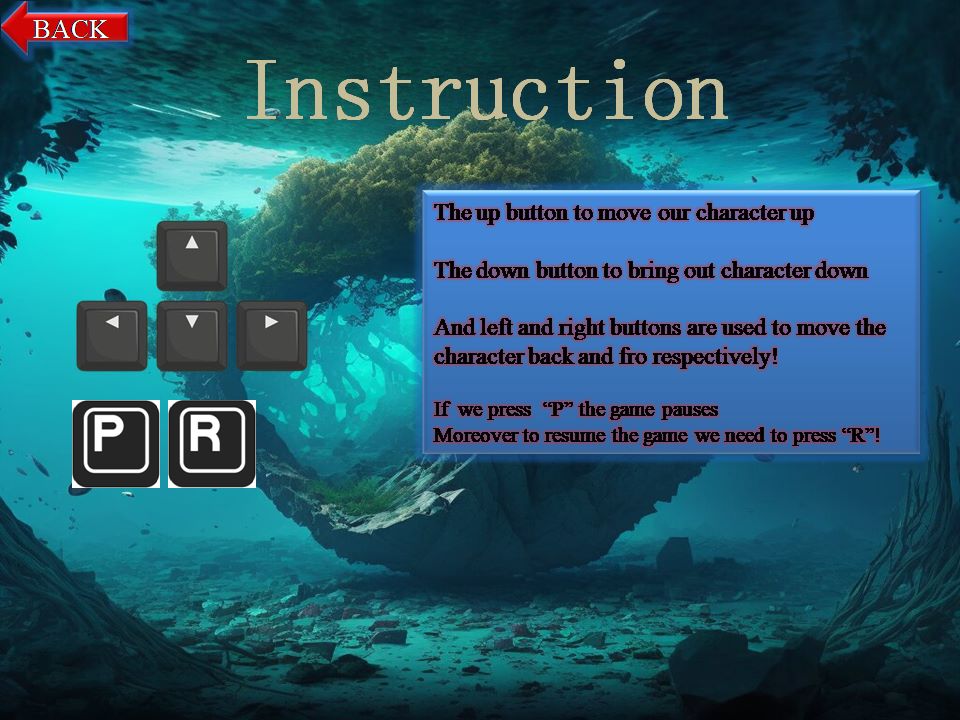 BACK
Instruction
The up button to move our character up
The down button to bring out character down
And left and right buttons are used to move the
character back and fro respectively!
If we press “P” the game pauses
Moreover to resume the game we need to press “R”!
P R